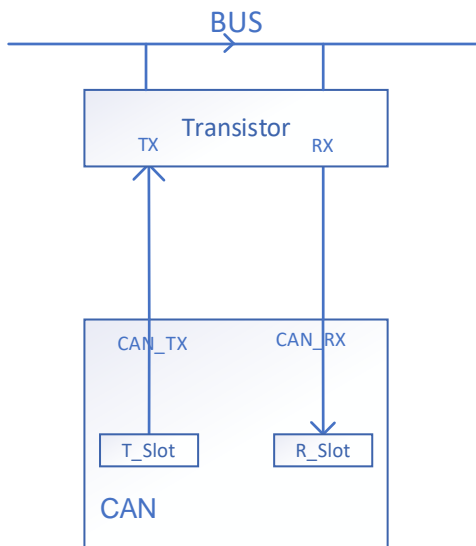 BUS
Transistor
TX
RX
CAN_TX
CAN_RX
T_Slot
R_Slot
CAN